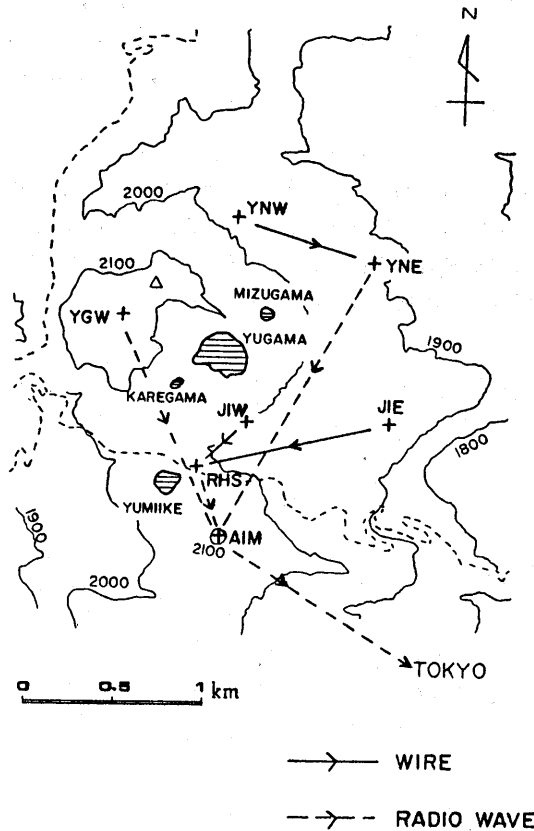 N
2000
YNW
YNE
2100
MIZUGAMA
YGW
YUGAMA
1900
KAREGAMA
JIW
JIE
1800
RHS
YUMIIKE
1900
AIM
2100
2000
TOKYO
0 0.5 1 km
WIRE
RADIO WAVE